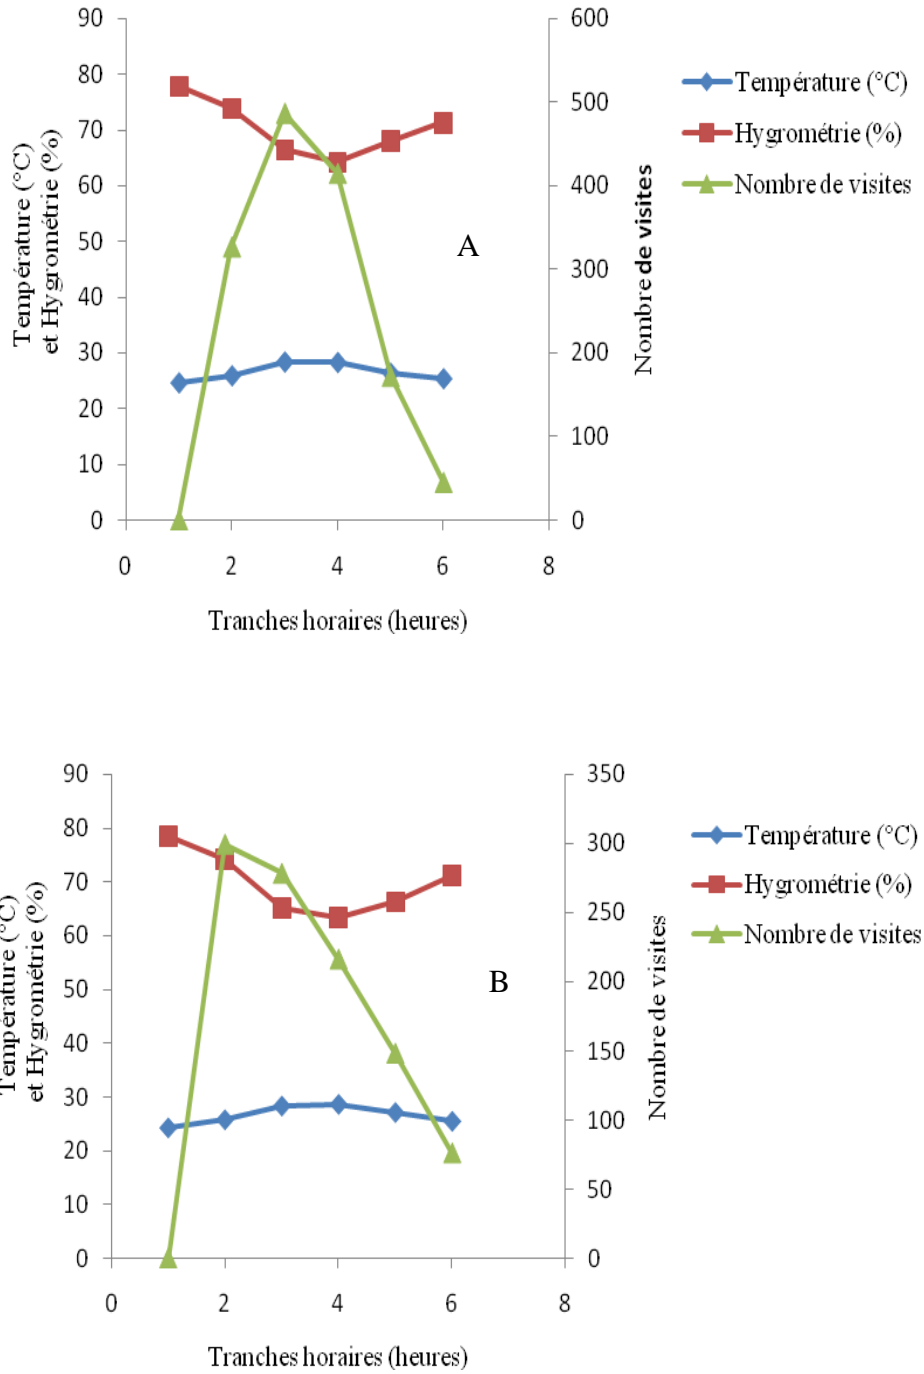 90
80
70
60
50
40
30
20
10
0
Température (°C)
et Hygrométrie (%)
600
500
400
300
200
100
0
Nombre de visites
0 2 4 6 8
Tranches horaires (heures)
A
Température (°C)
Hygrométrie (%)
Nombre de visites
90
80
70
60
50
40
30
20
10
0
Température (°C)
et Hygrométrie (%)
350
300
250
200
150
100
50
0
Nombre de visites
0 2 4 6 8
Tranches horaires (heures)
B
Température (°C)
Hygrométrie (%)
Nombre de visites